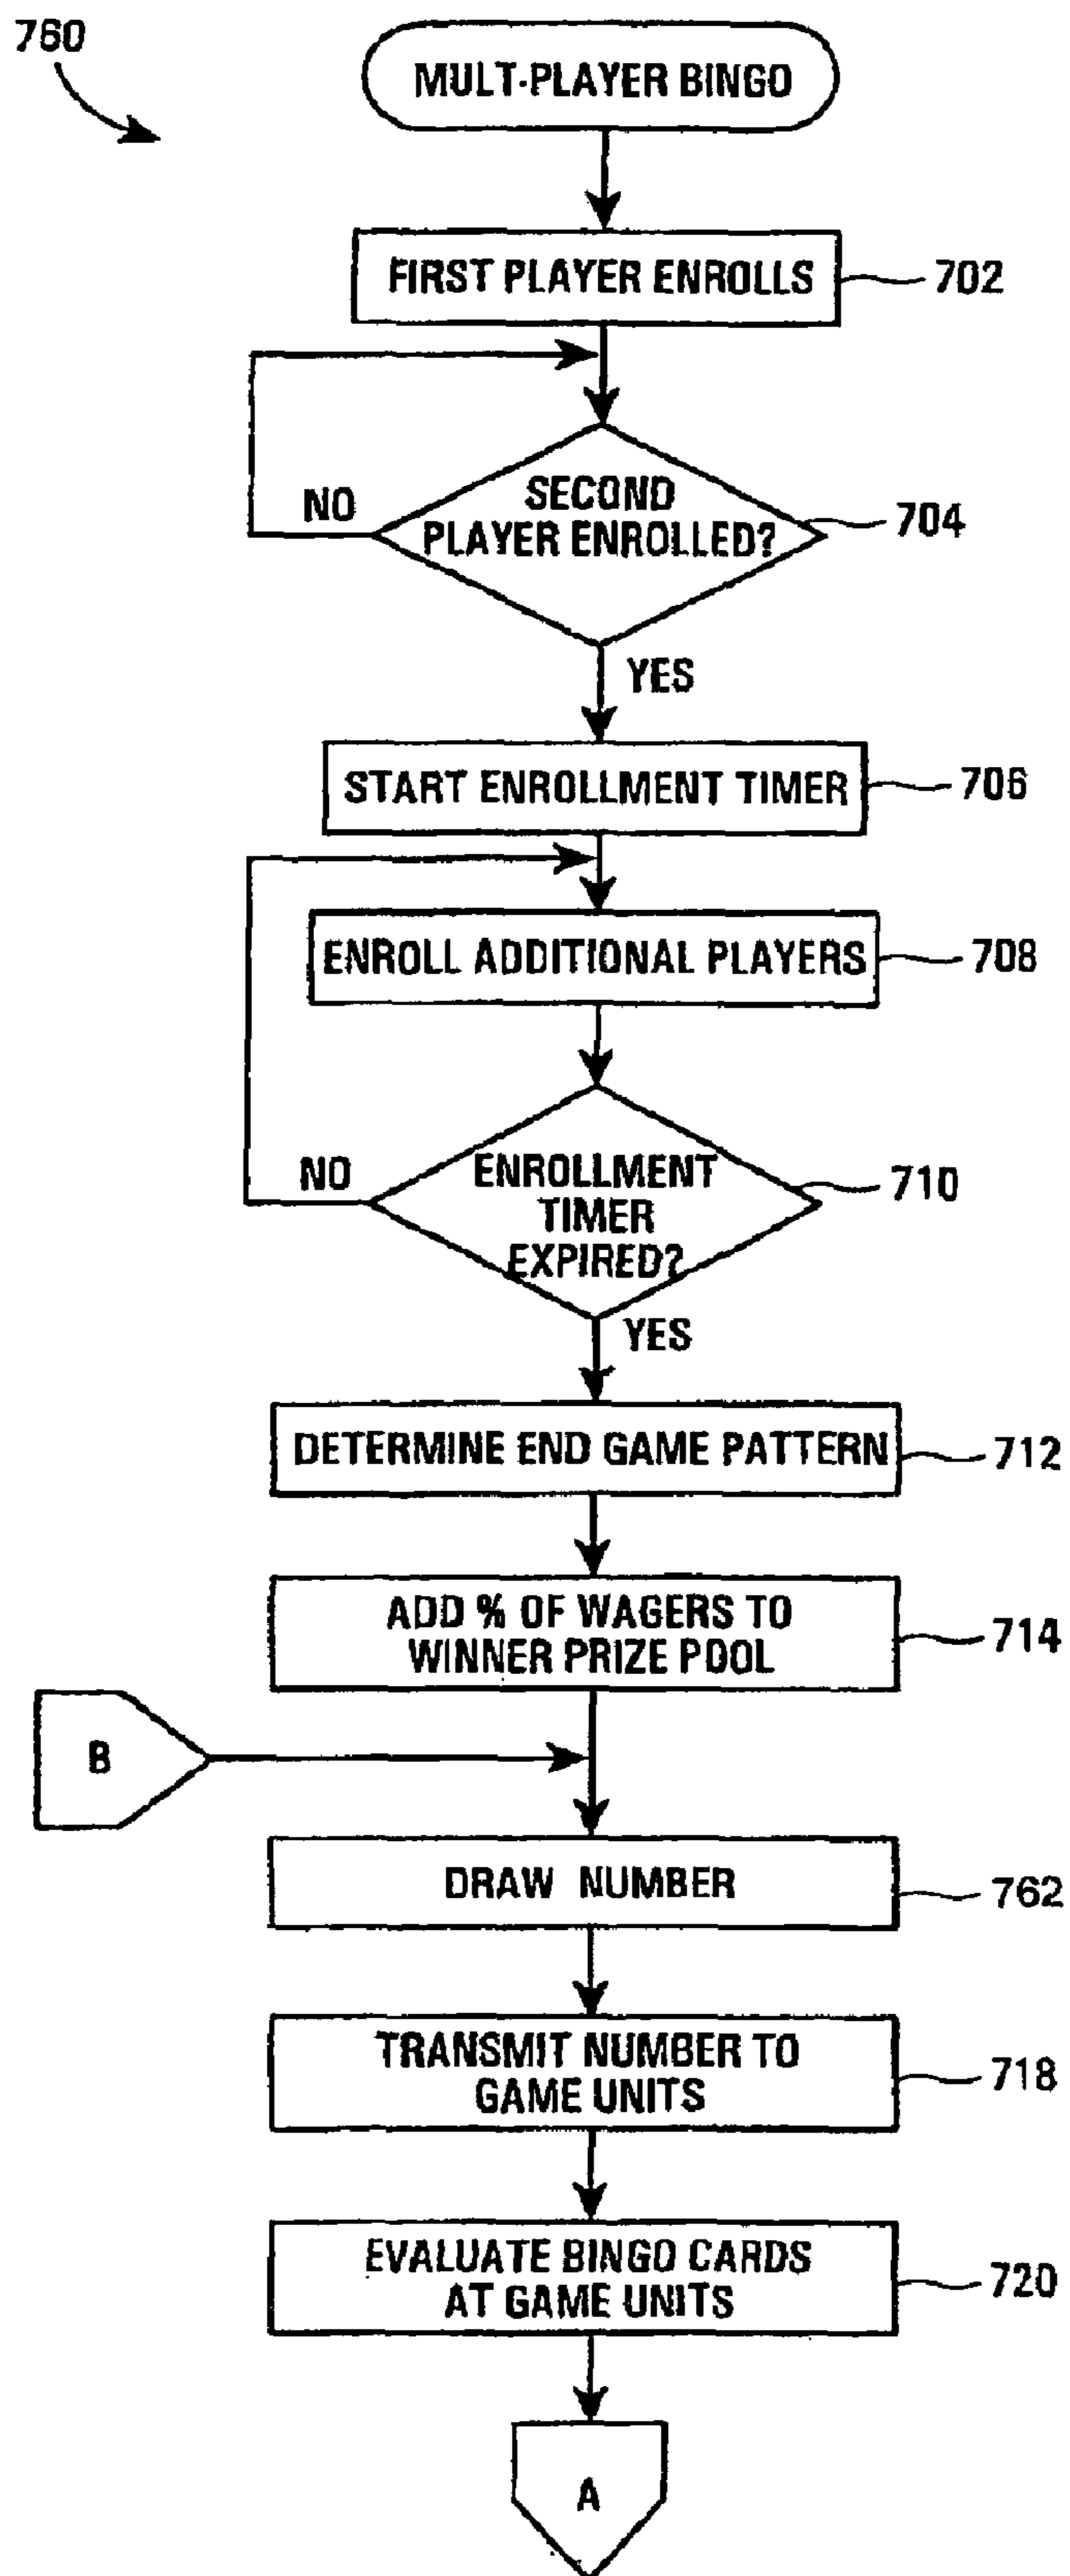 760
MULT-PLAYER BINGO
FIRST PLAYER ENROLLS
702
SECOND
PLAYER ENROLLED?
704
NO
YES
START ENROLLMENT TIMER
706
ENROLL ADDITIONAL PLAYERS
708
ENROLLMENT
TIMER
EXPIRED?
710
NO
YES
DETERMINE END GAME PATTERN
712
ADD % OF WAGERS TO
WINNER PRIZE POOL
714
B
DRAW NUMBER
762
TRANSMIT NUMBER TO
GAME UNITS
718
EVALUATE BINGO CARDS
AT GAME UNITS
720
A